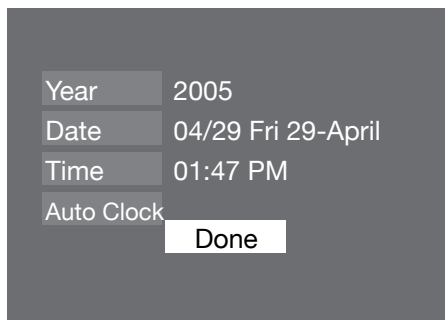 Year 2005
Date 04/29 Fri 29-April
Time 01:47 PM
Auto Clock
Done